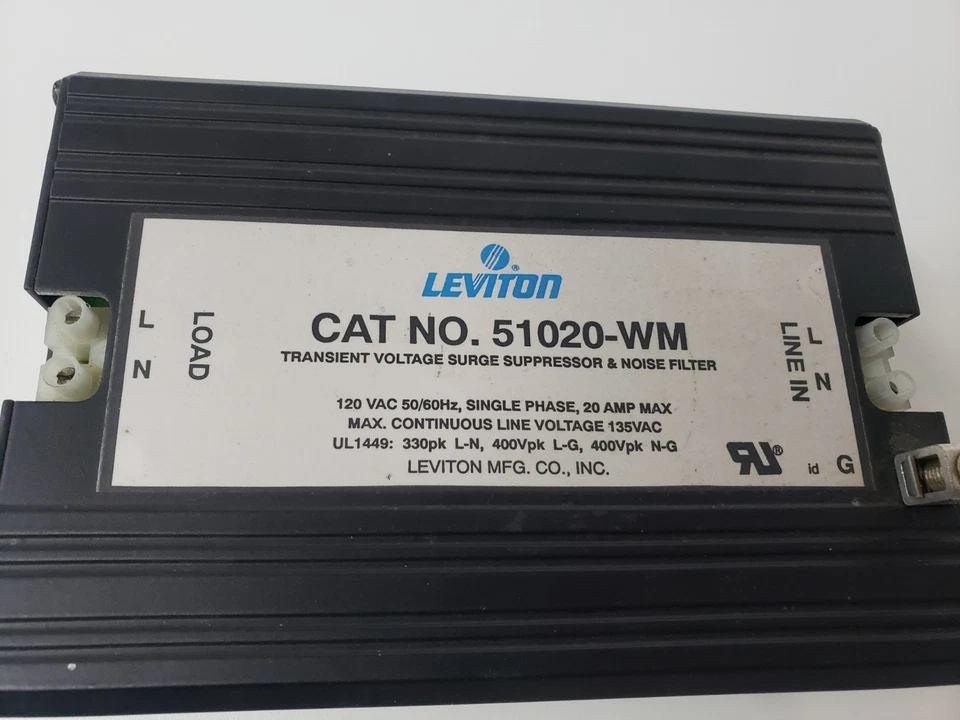 LEVITON®
CAT NO. 51020-WM
TRANSIENT VOLTAGE SURGE SUPPRESSOR & NOISE FILTER
120 VAC 50/60Hz, SINGLE PHASE, 20 AMP MAX
MAX. CONTINUOUS LINE VOLTAGE 135VAC
UL1449: 330pk L-N, 400Vpk L-G, 400Vpk N-G
LEVITON MFG. CO., INC.
L
N
LOAD
LINE IN
L
N
RU®
id G